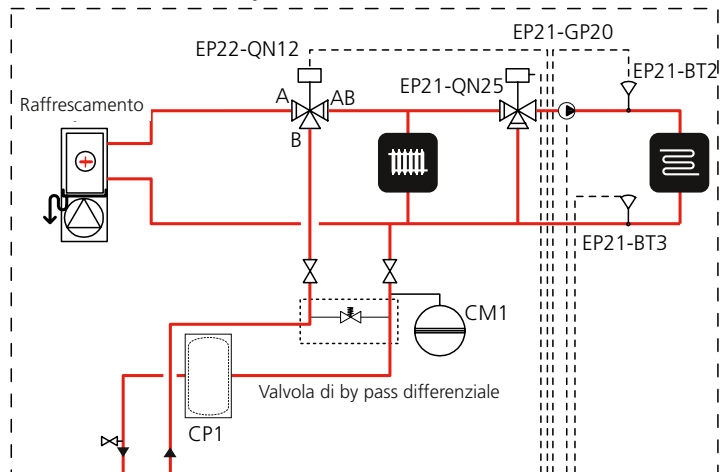 EP21-GP20
EP22-QN12
EP21-BT2
EP21-QN25
A
AB
Raffrescamento
B
EP21-BT3
CM1
Valvola di by pass differenziale
CP1